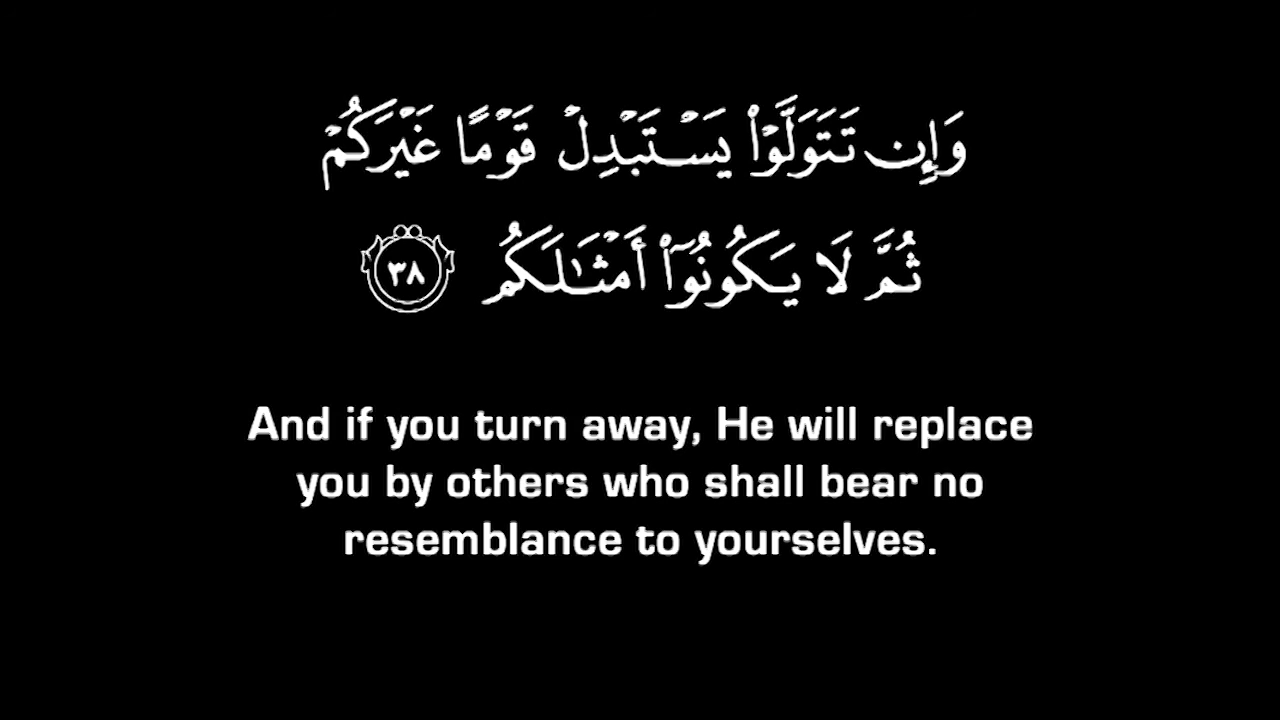 وَإِن تَتَوَلَّوْا۟ يَسْتَبْدِلْ قَوْمًا غَيْرَكُمْ
ثُمَّ لَا يَكُونُوٓا۟ أَمْثَـٰلَكُم ٣٨
And if you turn away, He will replace
you by others who shall bear no
resemblance to yourselves.